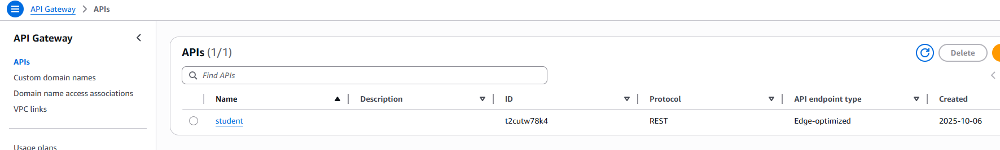 API Gateway > APIs
API Gateway
APIs
Custom domain names
Domain name access associations
VPC links
Usage plans
APIs (1/1)
Delete
Find APIs
Name Description ID Protocol API endpoint type Created
student t2cutw78k4 REST Edge-optimized 2025-10-06